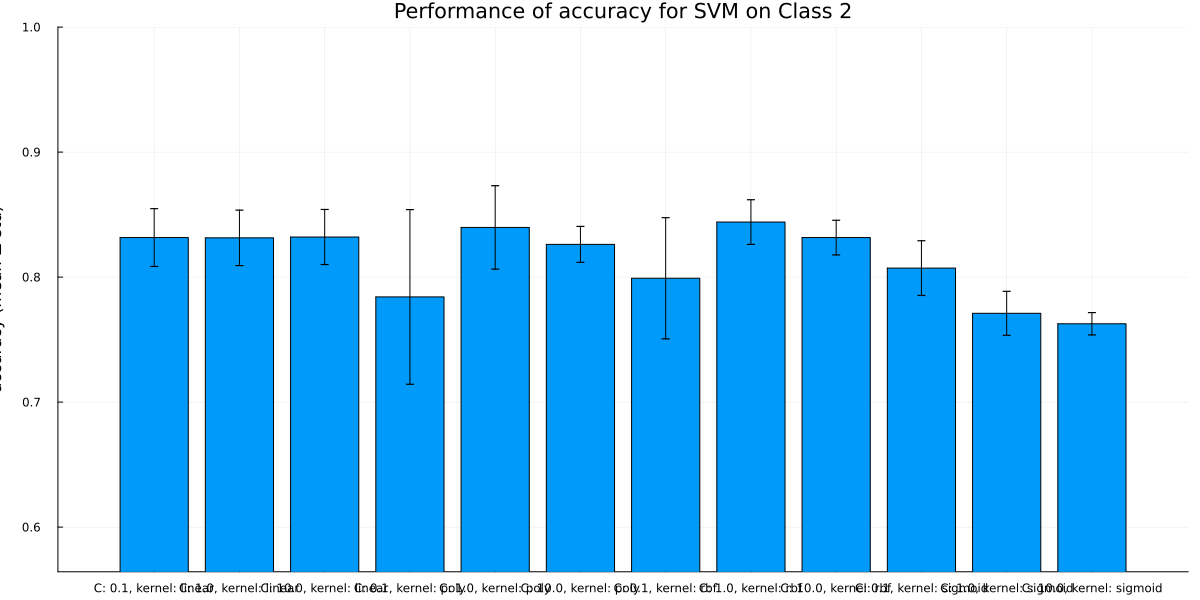 Performance of accuracy for SVM on Class 2
1.0
0.9
0.8
0.7
0.6
C: 0.1, kernel: linear
C: 1.0, kernel: linear
C: 10.0, kernel: linear
C: 0.1, kernel: poly
C: 1.0, kernel: poly
C: 10.0, kernel: poly
C: 0.1, kernel: rbf
C: 1.0, kernel: rbf
C: 10.0, kernel: rbf
C: 0.1, kernel: sigmoid
C: 1.0, kernel: sigmoid
C: 10.0, kernel: sigmoid